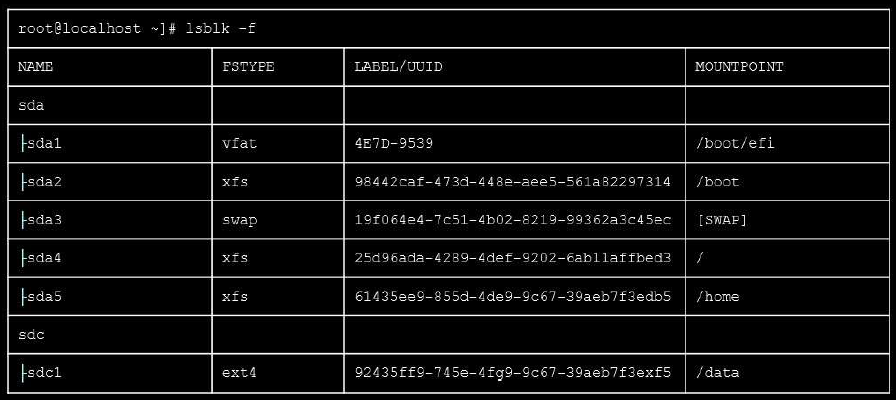 root@localhost ~]# lsblk -f
NAME FSTYPE LABEL/UUID MOUNTPOINT
sda
├sda1 vfat 4E7D-9539 /boot/efi
├sda2 xfs 98442caf-473d-448e-aee5-561a82297314 /boot
├sda3 swap 19f064e4-7c51-4b02-8219-99362a3c45ec [SWAP]
├sda4 xfs 25d96ada-4289-4def-9202-6ab11affbed3 /
├sda5 xfs 61435ee9-855d-4de9-9c67-39aeb7f3edb5 /home
sdc
├sdc1 ext4 92435ff9-745e-4fg9-9c67-39aeb7f3exf5 /data